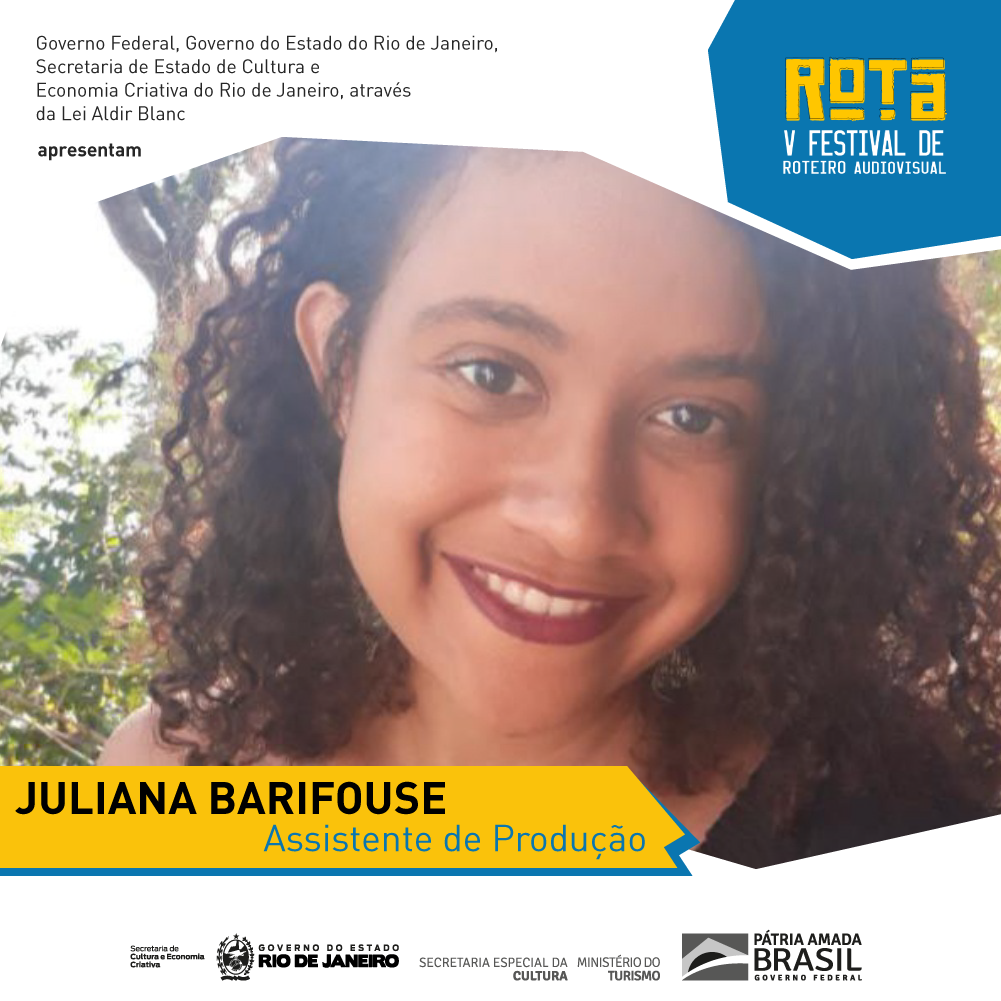 Governo Federal, Governo do Estado do Rio de Janeiro,
Secretaria de Estado de Cultura e
Economia Criativa do Rio de Janeiro, através
da Lei Aldir Blanc
apresentam
ROTA
V FESTIVAL DE
ROTEIRO AUDIOVISUAL
JULIANA BARIFOUSE
Assistente de Produção
Secretaria de
Cultura e Economia
Criativa
GOVERNO DO ESTADO
RIO DE JANEIRO
SECRETARIA ESPECIAL DA
CULTURA
MINISTÉRIO DO
TURISMO
PÁTRIA AMADA
BRASIL
GOVERNO FEDERAL